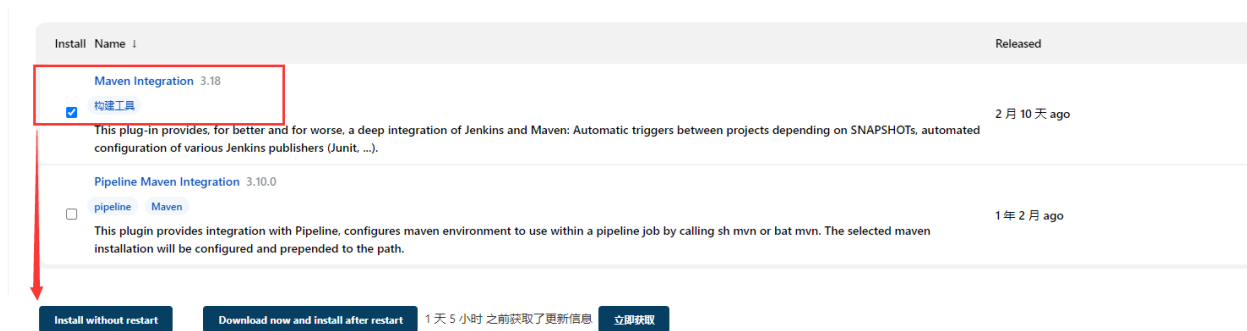 Install Name ↓ Released
Maven Integration 3.18
构建工具
2 月 10 天 ago
This plug-in provides, for better and for worse, a deep integration of Jenkins and Maven: Automatic triggers between projects depending on SNAPSHOTs, automated
configuration of various Jenkins publishers (Junit, ...).
Pipeline Maven Integration 3.10.0
pipeline Maven
1 年 2 月 ago
This plugin provides integration with Pipeline, configures maven environment to use within a pipeline job by calling sh mvn or bat mvn. The selected maven
installation will be configured and prepended to the path.
Install without restart Download now and install after restart 1 天 5 小时 之前获取了更新信息 立即获取